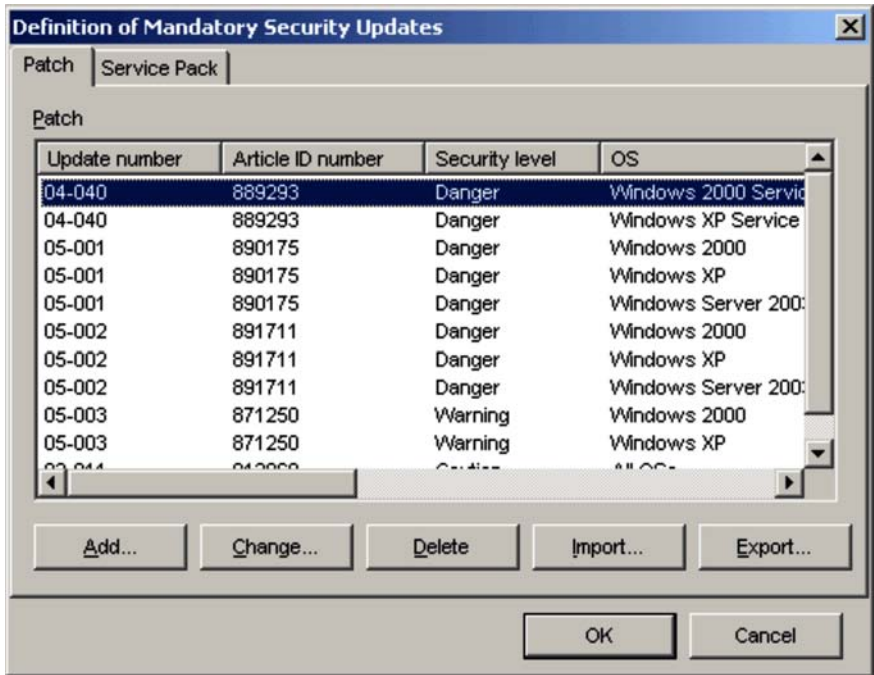 Definition of Mandatory Security Updates
Patch Service Pack
Patch
Update number Article ID number Security level OS
04-040 889293 Danger Windows 2000 Servic
04-040 889293 Danger Windows XP Service
05-001 890175 Danger Windows 2000
05-001 890175 Danger Windows XP
05-001 890175 Danger Windows Server 200
05-002 891711 Danger Windows 2000
05-002 891711 Danger Windows XP
05-002 891711 Danger Windows Server 200
05-003 871250 Warning Windows 2000
05-003 871250 Warning Windows XP
Add... Change... Delete Import... Export...
OK Cancel